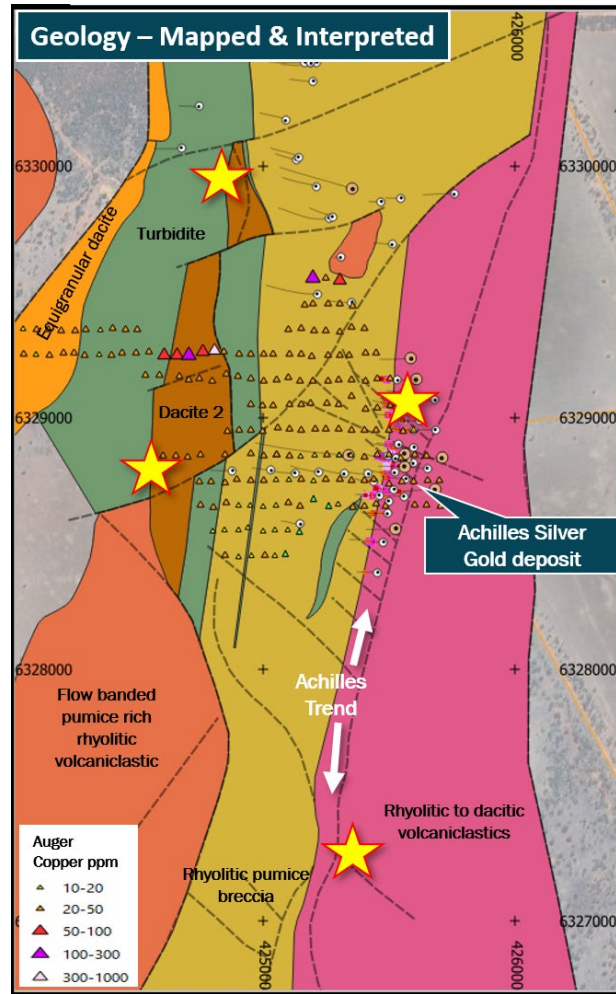 Geology – Mapped & Interpreted
426000
6330000
6330000
Turbidite
Equigranular dacite
6329000
Dacite 2
6329000
Achilles Silver
Gold deposit
6328000
6328000
Achilles
Trend
Flow banded
pumice rich
rhyolitic
volcaniclastic
Rhyolitic to dacitic
volcaniclastics
Rhyolitic pumice
breccia
Auger
Copper ppm
10-20
20-50
50-100
100-300
300-1000
6327000
425000
426000